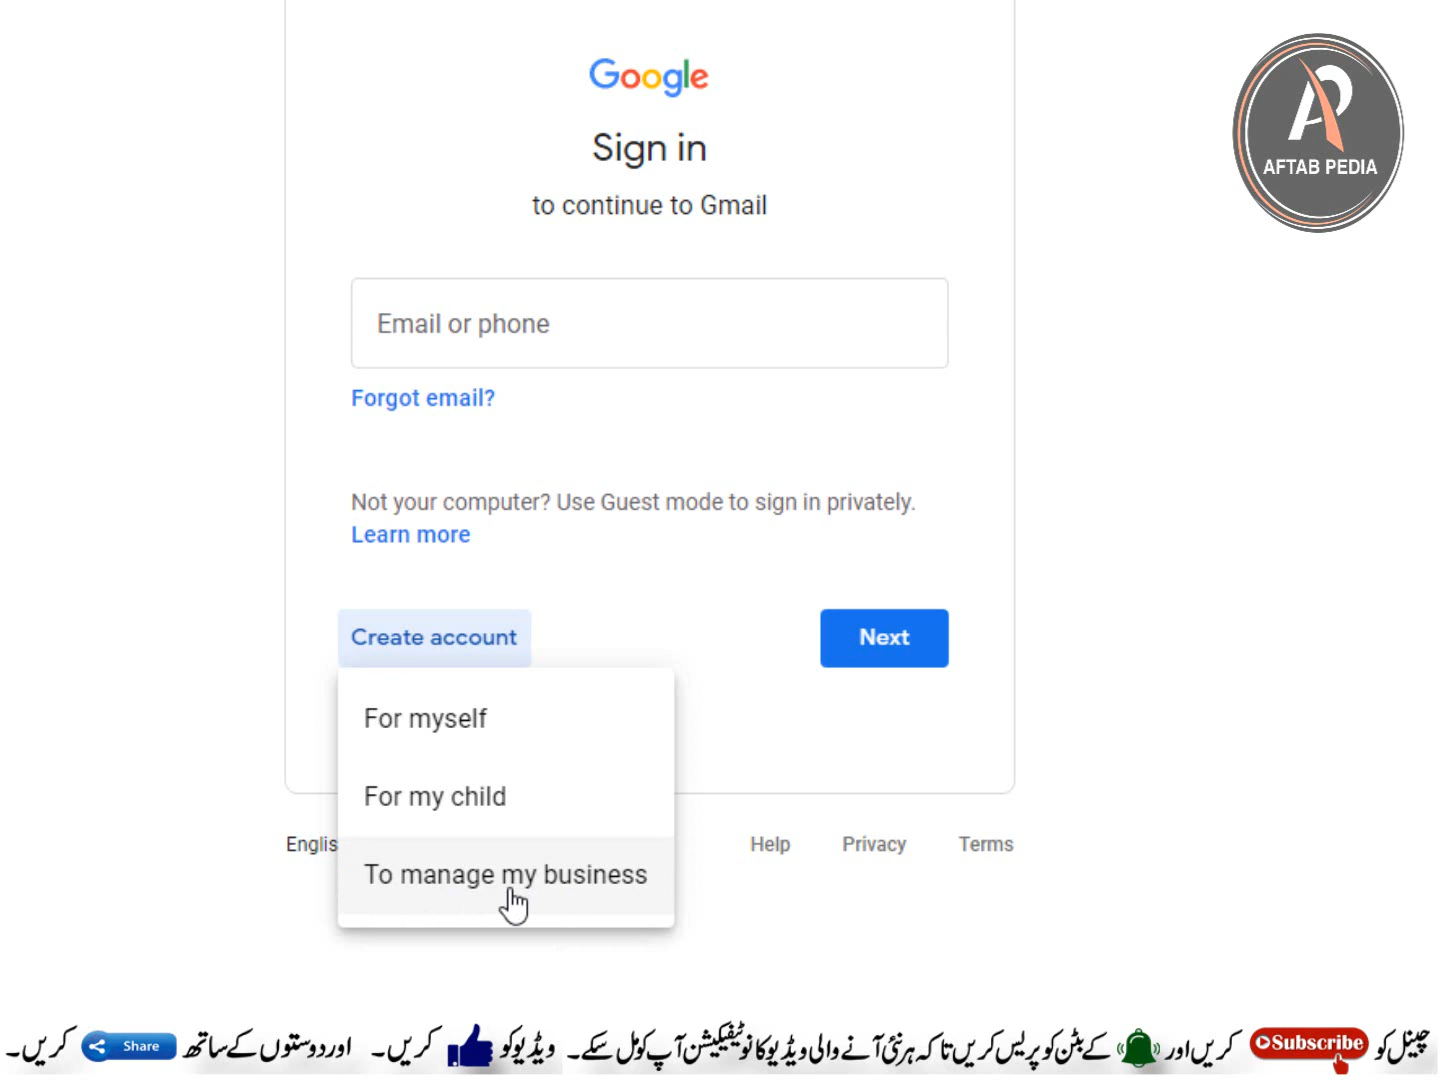 Google
Sign in
to continue to Gmail
AFTAB PEDIA
Email or phone
Forgot email?
Not your computer? Use Guest mode to sign in privately.
Learn more
Create account
Next
For myself
For my child
To manage my business
Englis
Help
Privacy
Terms
چینل کو Subscribe کریں اور کے بٹن کو پریس کریں تاکہ ہر نئی آنے والی ویڈیو کا نوٹیفیکیشن آپ کو مل سکے۔ ویڈیو کو کریں۔ اور دوستوں کے ساتھ Share کریں۔